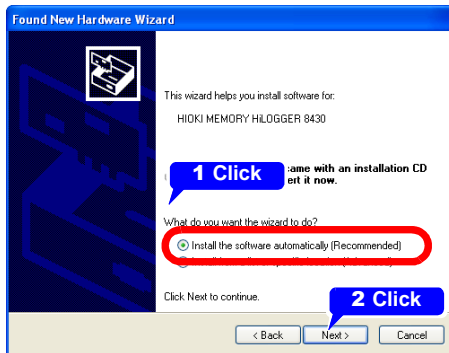 Found New Hardware Wizard
This wizard helps you install software for:
HIOKI MEMORY HiLOGGER 8430
came with an installation CD
ert it now.
1 Click
What do you want the wizard to do?
Install the software automatically (Recommended)
Click Next to continue.
2 Click
< Back
Next >
Cancel